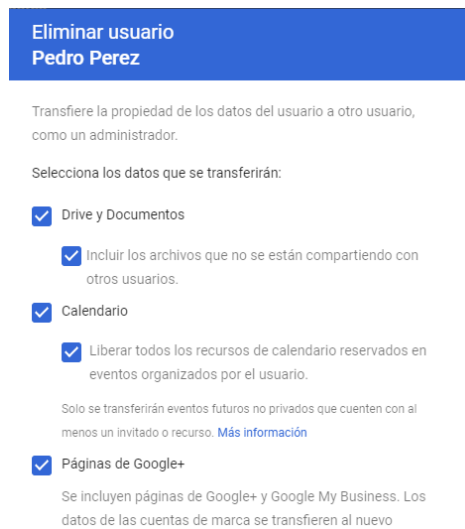 Eliminar usuario
Pedro Perez
Transfiere la propiedad de los datos del usuario a otro usuario,
como un administrador.
Selecciona los datos que se transferirán:
Drive y Documentos
Incluir los archivos que no se están compartiendo con
otros usuarios.
Calendario
Liberar todos los recursos de calendario reservados en
eventos organizados por el usuario.
Solo se transferirán eventos futuros no privados que cuenten con al
menos un invitado o recurso. Más información
Páginas de Google+
Se incluyen páginas de Google+ y Google My Business. Los
datos de las cuentas de marca se transfieren al nuevo